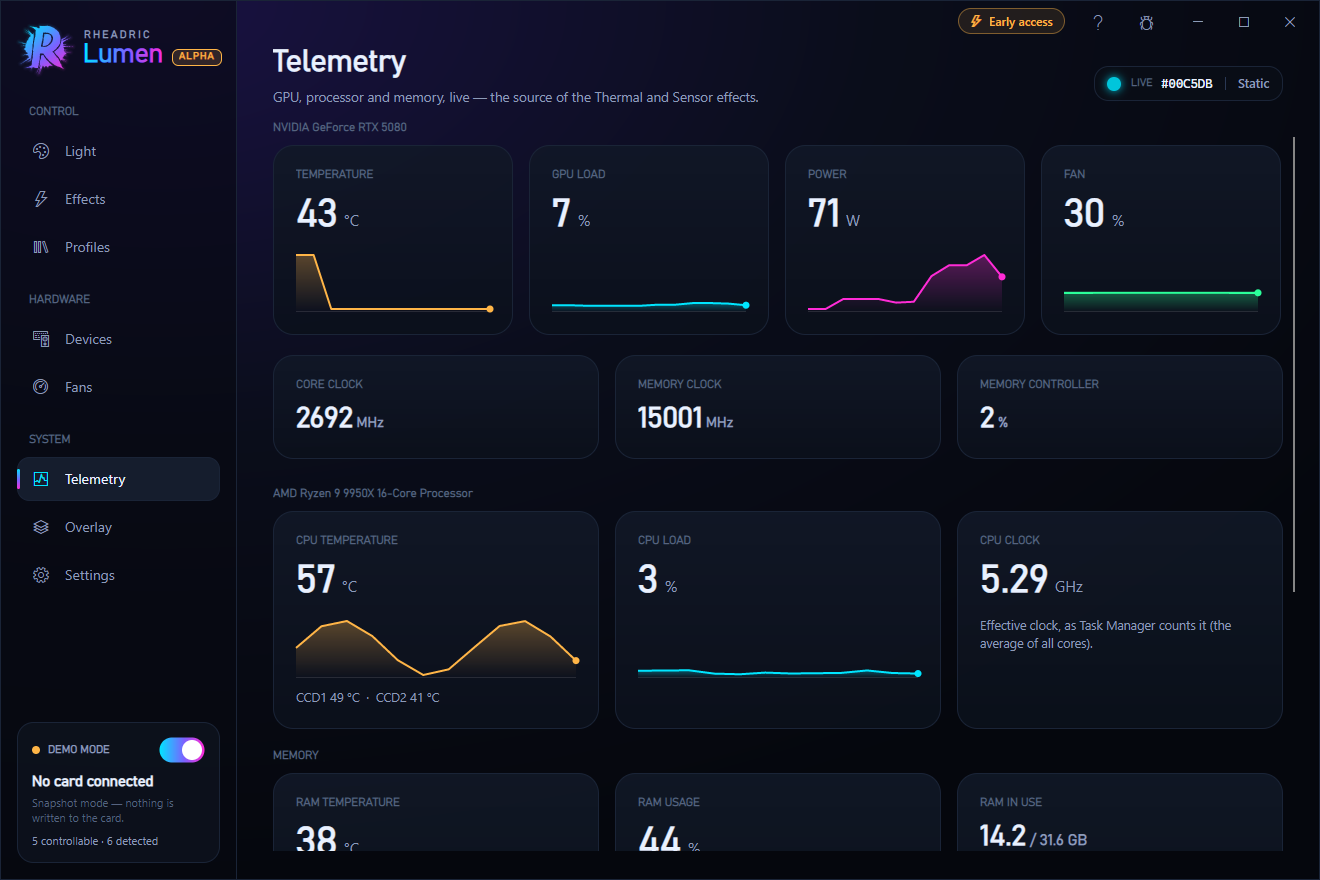 RHEADRIC
Lumen ALPHA
CONTROL
Light
Effects
Profiles
HARDWARE
Devices
Fans
SYSTEM
Telemetry
Overlay
Settings
DEMO MODE
No card connected
Snapshot mode — nothing is
written to the card.
5 controllable · 6 detected
Early access
Telemetry
GPU, processor and memory, live — the source of the Thermal and Sensor effects.
LIVE #00C5DB Static
NVIDIA GeForce RTX 5080
TEMPERATURE
43 °C
GPU LOAD
7 %
POWER
71 W
FAN
30 %
CORE CLOCK
2692 MHz
MEMORY CLOCK
15001 MHz
MEMORY CONTROLLER
2 %
AMD Ryzen 9 9950X 16-Core Processor
CPU TEMPERATURE
57 °C
CCD1 49 °C · CCD2 41 °C
CPU LOAD
3 %
CPU CLOCK
5.29 GHz
Effective clock, as Task Manager counts it (the
average of all cores).
MEMORY
RAM TEMPERATURE
38 °C
RAM USAGE
44 %
RAM IN USE
14.2 / 31.6 GB